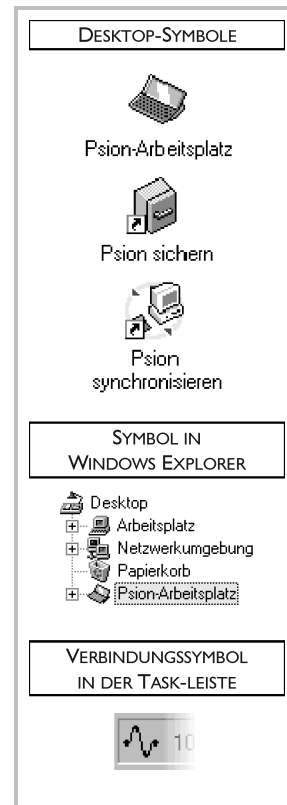 DESKTOP-SYMBOLE
Psion-Arbeitsplatz
Psion sichern
Psion
synchronisieren
SYMBOL IN
WINDOWS EXPLORER
Desktop
Arbeitsplatz
Netzwerkumgebung
Papierkorb
Psion-Arbeitsplatz
VERBINDUNGSSYMBOL
IN DER TASK-LEISTE
10